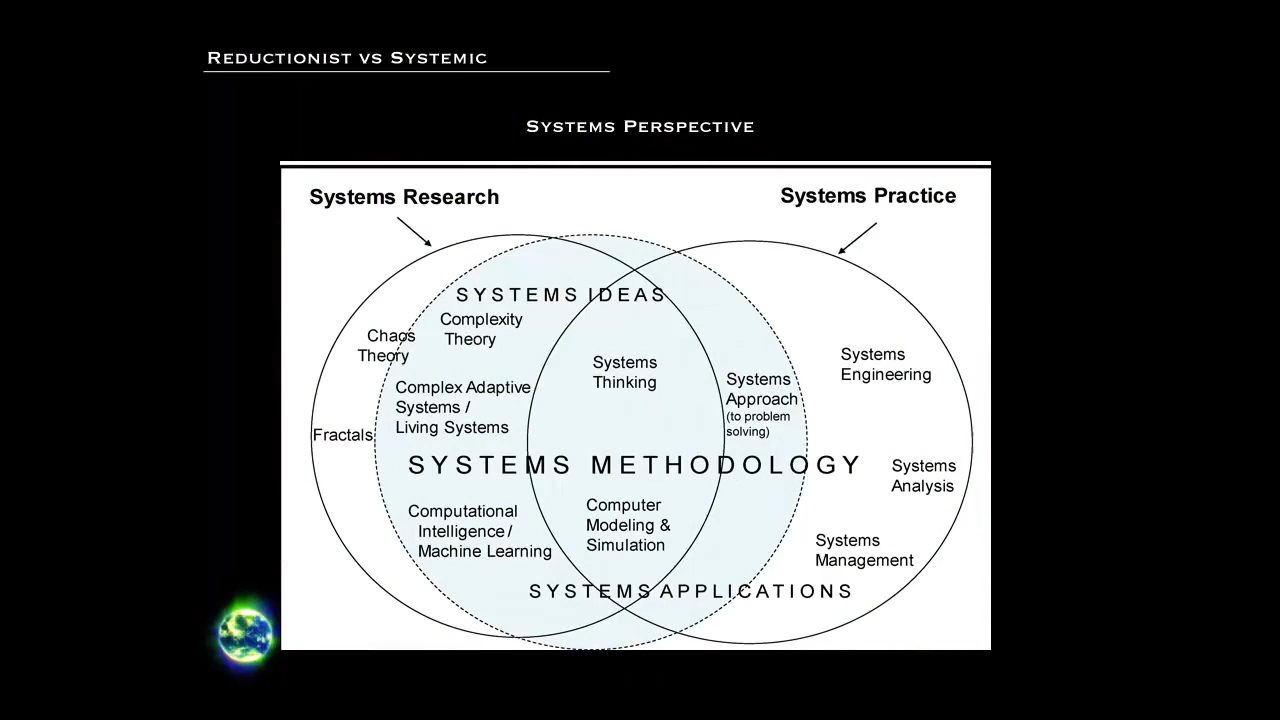 Reductionist vs Systemic
Systems Perspective
Systems Research
Systems Practice
SYSTEMS IDEAS
Complexity
Theory
Chaos
Theory
Systems
Thinking
Systems
Engineering
Systems
Approach
(to problem
solving)
Complex Adaptive
Systems /
Living Systems
Fractals
SYSTEMS METHODOLOGY
Systems
Analysis
Computational
Intelligence /
Machine Learning
Computer
Modeling &
Simulation
Systems
Management
SYSTEMS APPLICATIONS